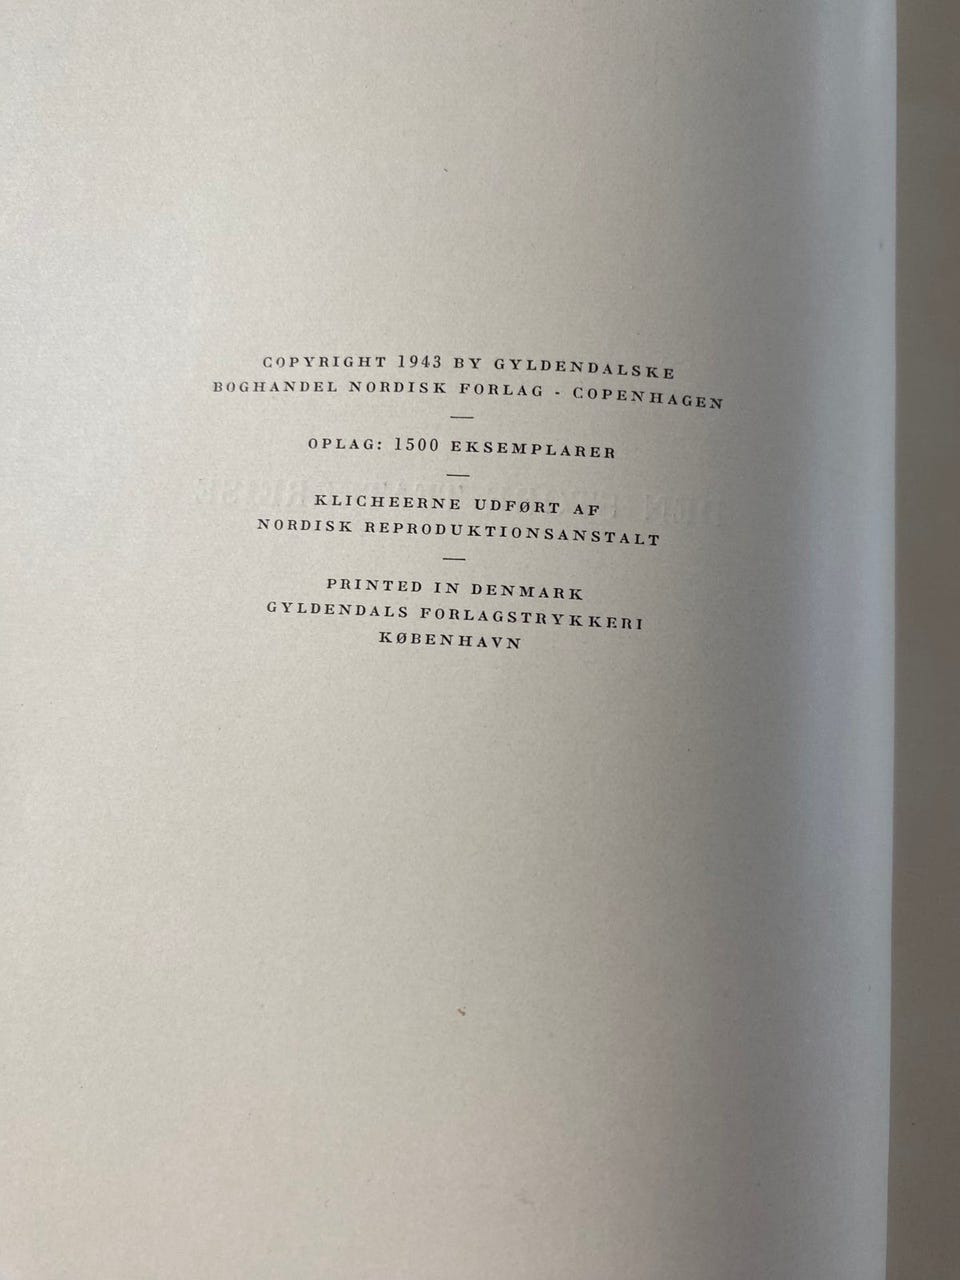 COPYRIGHT 1943 BY GYLDENDALSKE
BOGHANDEL NORDISK FORLAG - COPENHAGEN
OPLAG: 1500 EKSEMPLARER
KLICHEERNE UDFØRT AF
NORDISK REPRODUKTIONSANSTALT
PRINTED IN DENMARK
GYLDENDALS FORLAGSTRYKKERI
KØBENHAVN